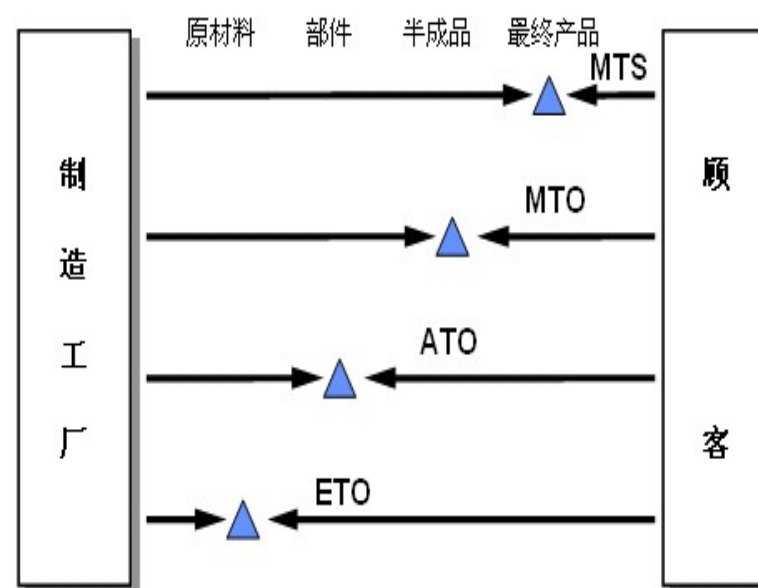 原材料 部件 半成品 最终产品
MTS
制造工厂
顾客
MTO
ATO
ETO